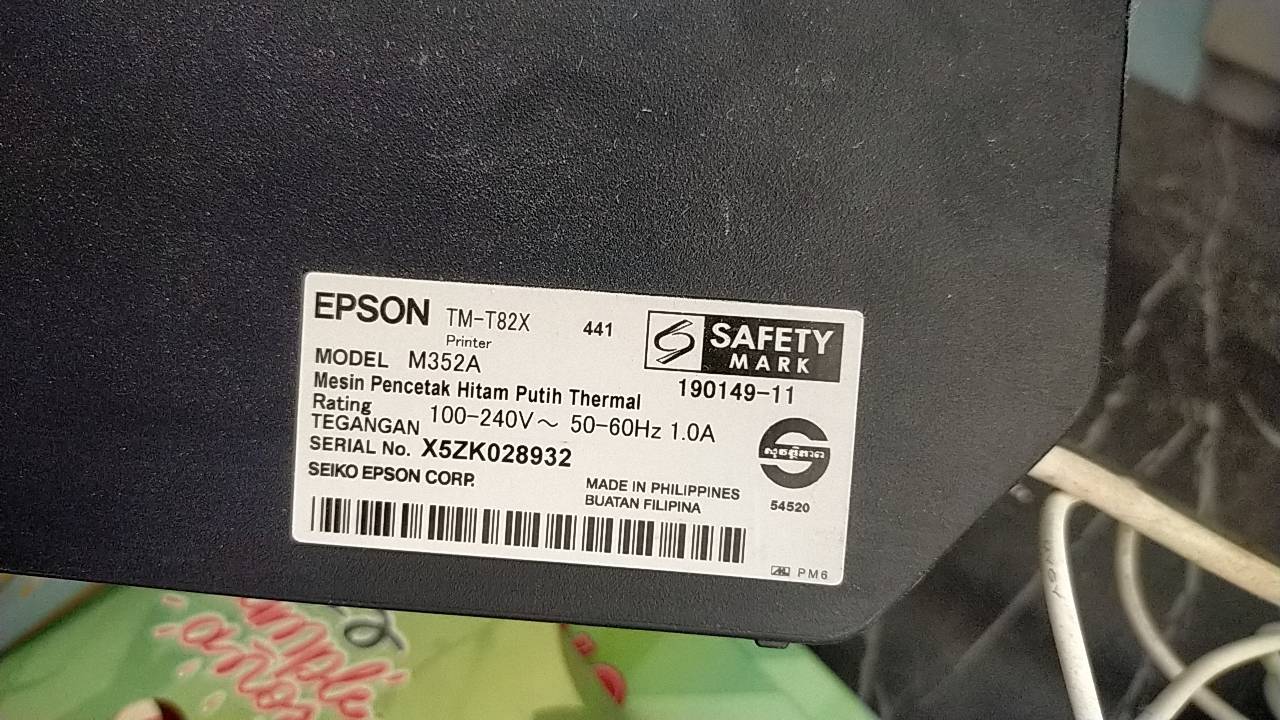 EPSON TM-T82X 441
Printer
MODEL M352A
Mesin Pencetak Hitam Putih Thermal
Rating
TEGANGAN 100-240V～ 50-60Hz 1.0A
SERIAL No. X5ZK028932
SEIKO EPSON CORP.
MADE IN PHILIPPINES
BUATAN FILIPINA
SAFETY
MARK
190149-11
54520
PM6